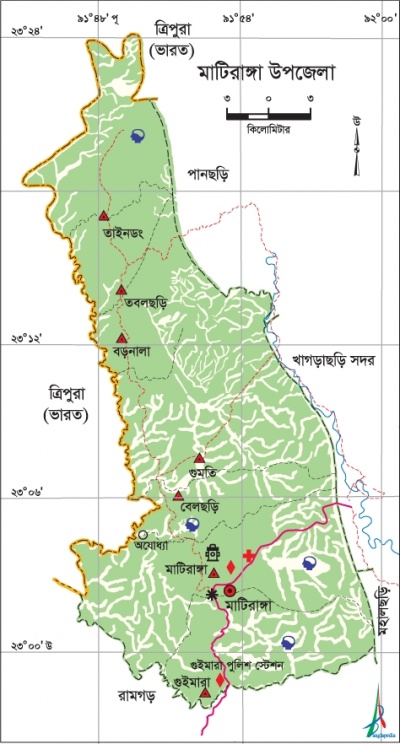 ৯১°৪৮' পূ
৯১°৫৪'
৯২°০০'
২৩°২৪'
ত্রিপুরা
(ভারত)
মাটিরাঙ্গা উপজেলা
৩ ০ ৩
কিলোমিটার
উ
পানছড়ি
তাইনডং
তবলছড়ি
২৩°১২'
বড়নালা
খাগড়াছড়ি সদর
ত্রিপুরা
(ভারত)
গুমতি
২৩°০৬'
বেলছড়ি
অযোধ্যা
মাটিরাঙ্গা
মাটিরাঙ্গা
মহালছড়ি
২৩°০০' উ
গুইমারা পুলিশ স্টেশন
গুইমারা
রামগড়
Banglapedia